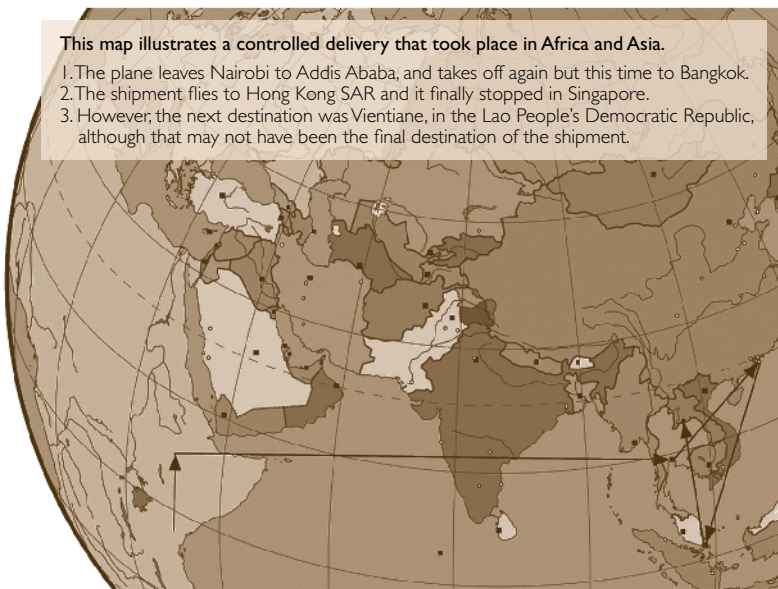 This map illustrates a controlled delivery that took place in Africa and Asia.
1. The plane leaves Nairobi to Addis Ababa, and takes off again but this time to Bangkok.
2. The shipment flies to Hong Kong SAR and it finally stopped in Singapore.
3. However, the next destination was Vientiane, in the Lao People's Democratic Republic,
although that may not have been the final destination of the shipment.